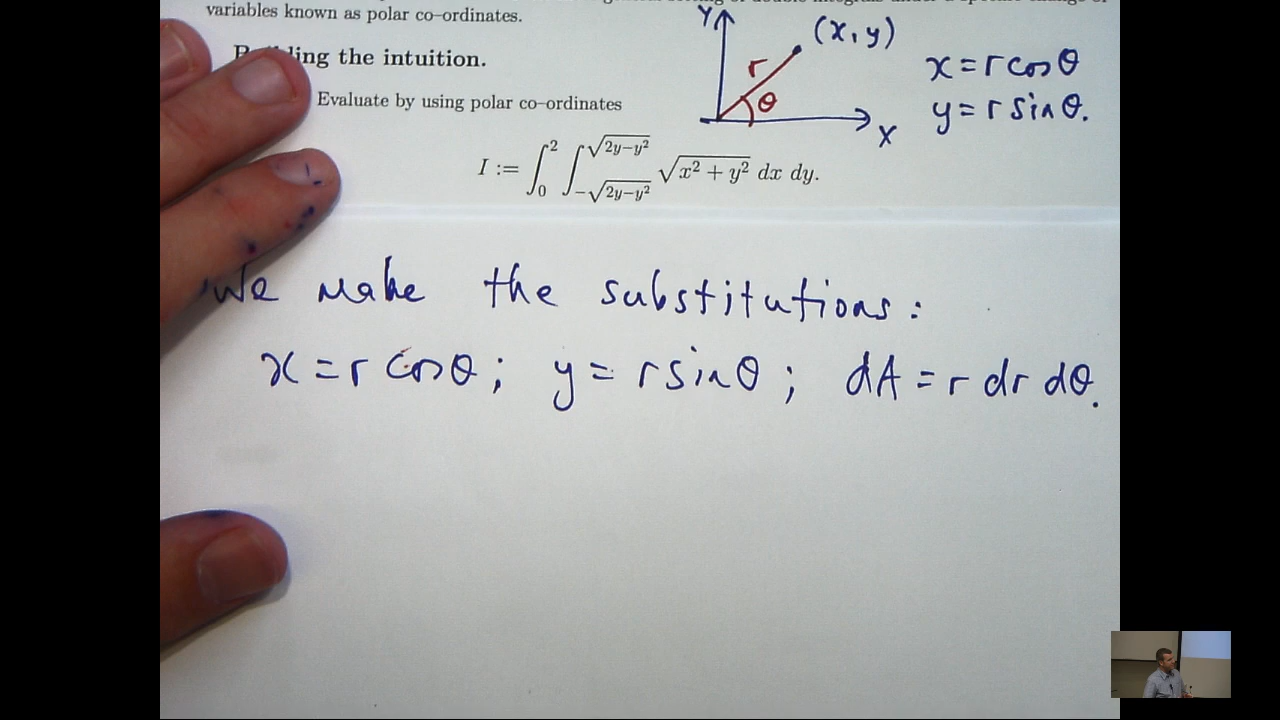 variables known as polar co–ordinates.
ing the intuition.
Evaluate by using polar co–ordinates
Y
(x, y)
r
θ
X
x = r cos θ
y = r sin θ.
I := ∫_0^2 ∫_{-√(2y−y²)}^{√(2y−y²)} √(x² + y²) dx dy.
We make the substitutions:
x = r cos θ; y = r sin θ; dA = r dr dθ.